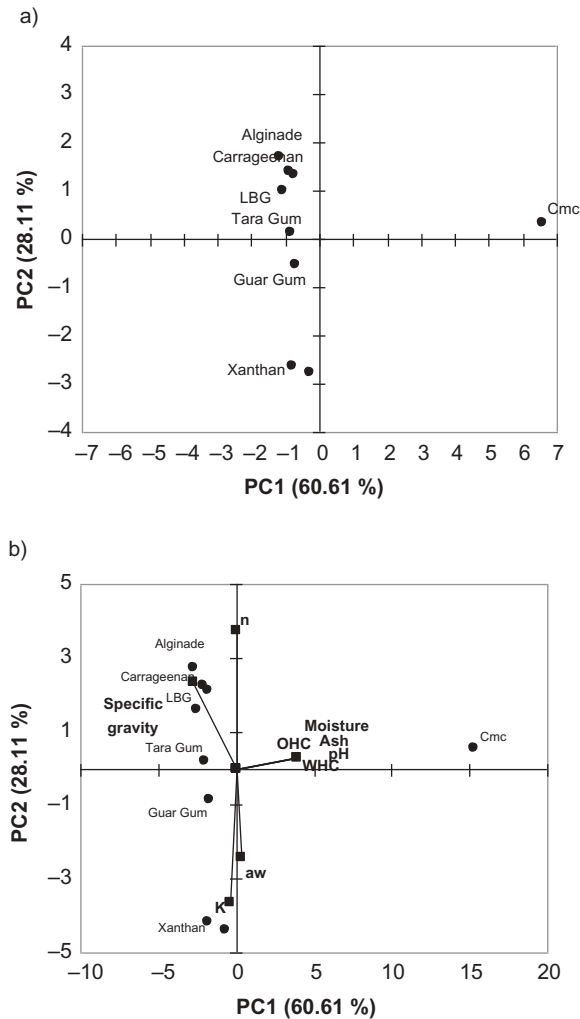 a)
4
3
2
1
0
–1
–2
–3
–4
PC2 (28.11 %)
Alginade
Carrageenan
LBG
Tara Gum
Guar Gum
Xanthan
Cmc
–7 –6 –5 –4 –3 –2 –1 0 1 2 3 4 5 6 7
PC1 (60.61 %)
b)
5
3
1
–1
–3
–5
PC2 (28.11 %)
n
Alginade
Carrageenan
Specific
LBG
gravity
Moisture
Ash
OHC
pH
WHC
Cmc
Tara Gum
Guar Gum
aw
K
Xanthan
–10 –5 0 5 10 15 20
PC1 (60.61 %)